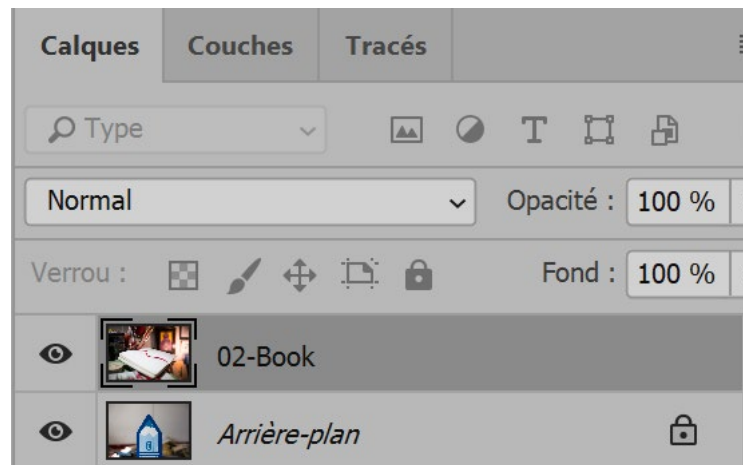 Calques Couches Tracés
Type
Normal Opacité : 100 %
Verrou : Fond : 100 %
02-Book
Arrière-plan